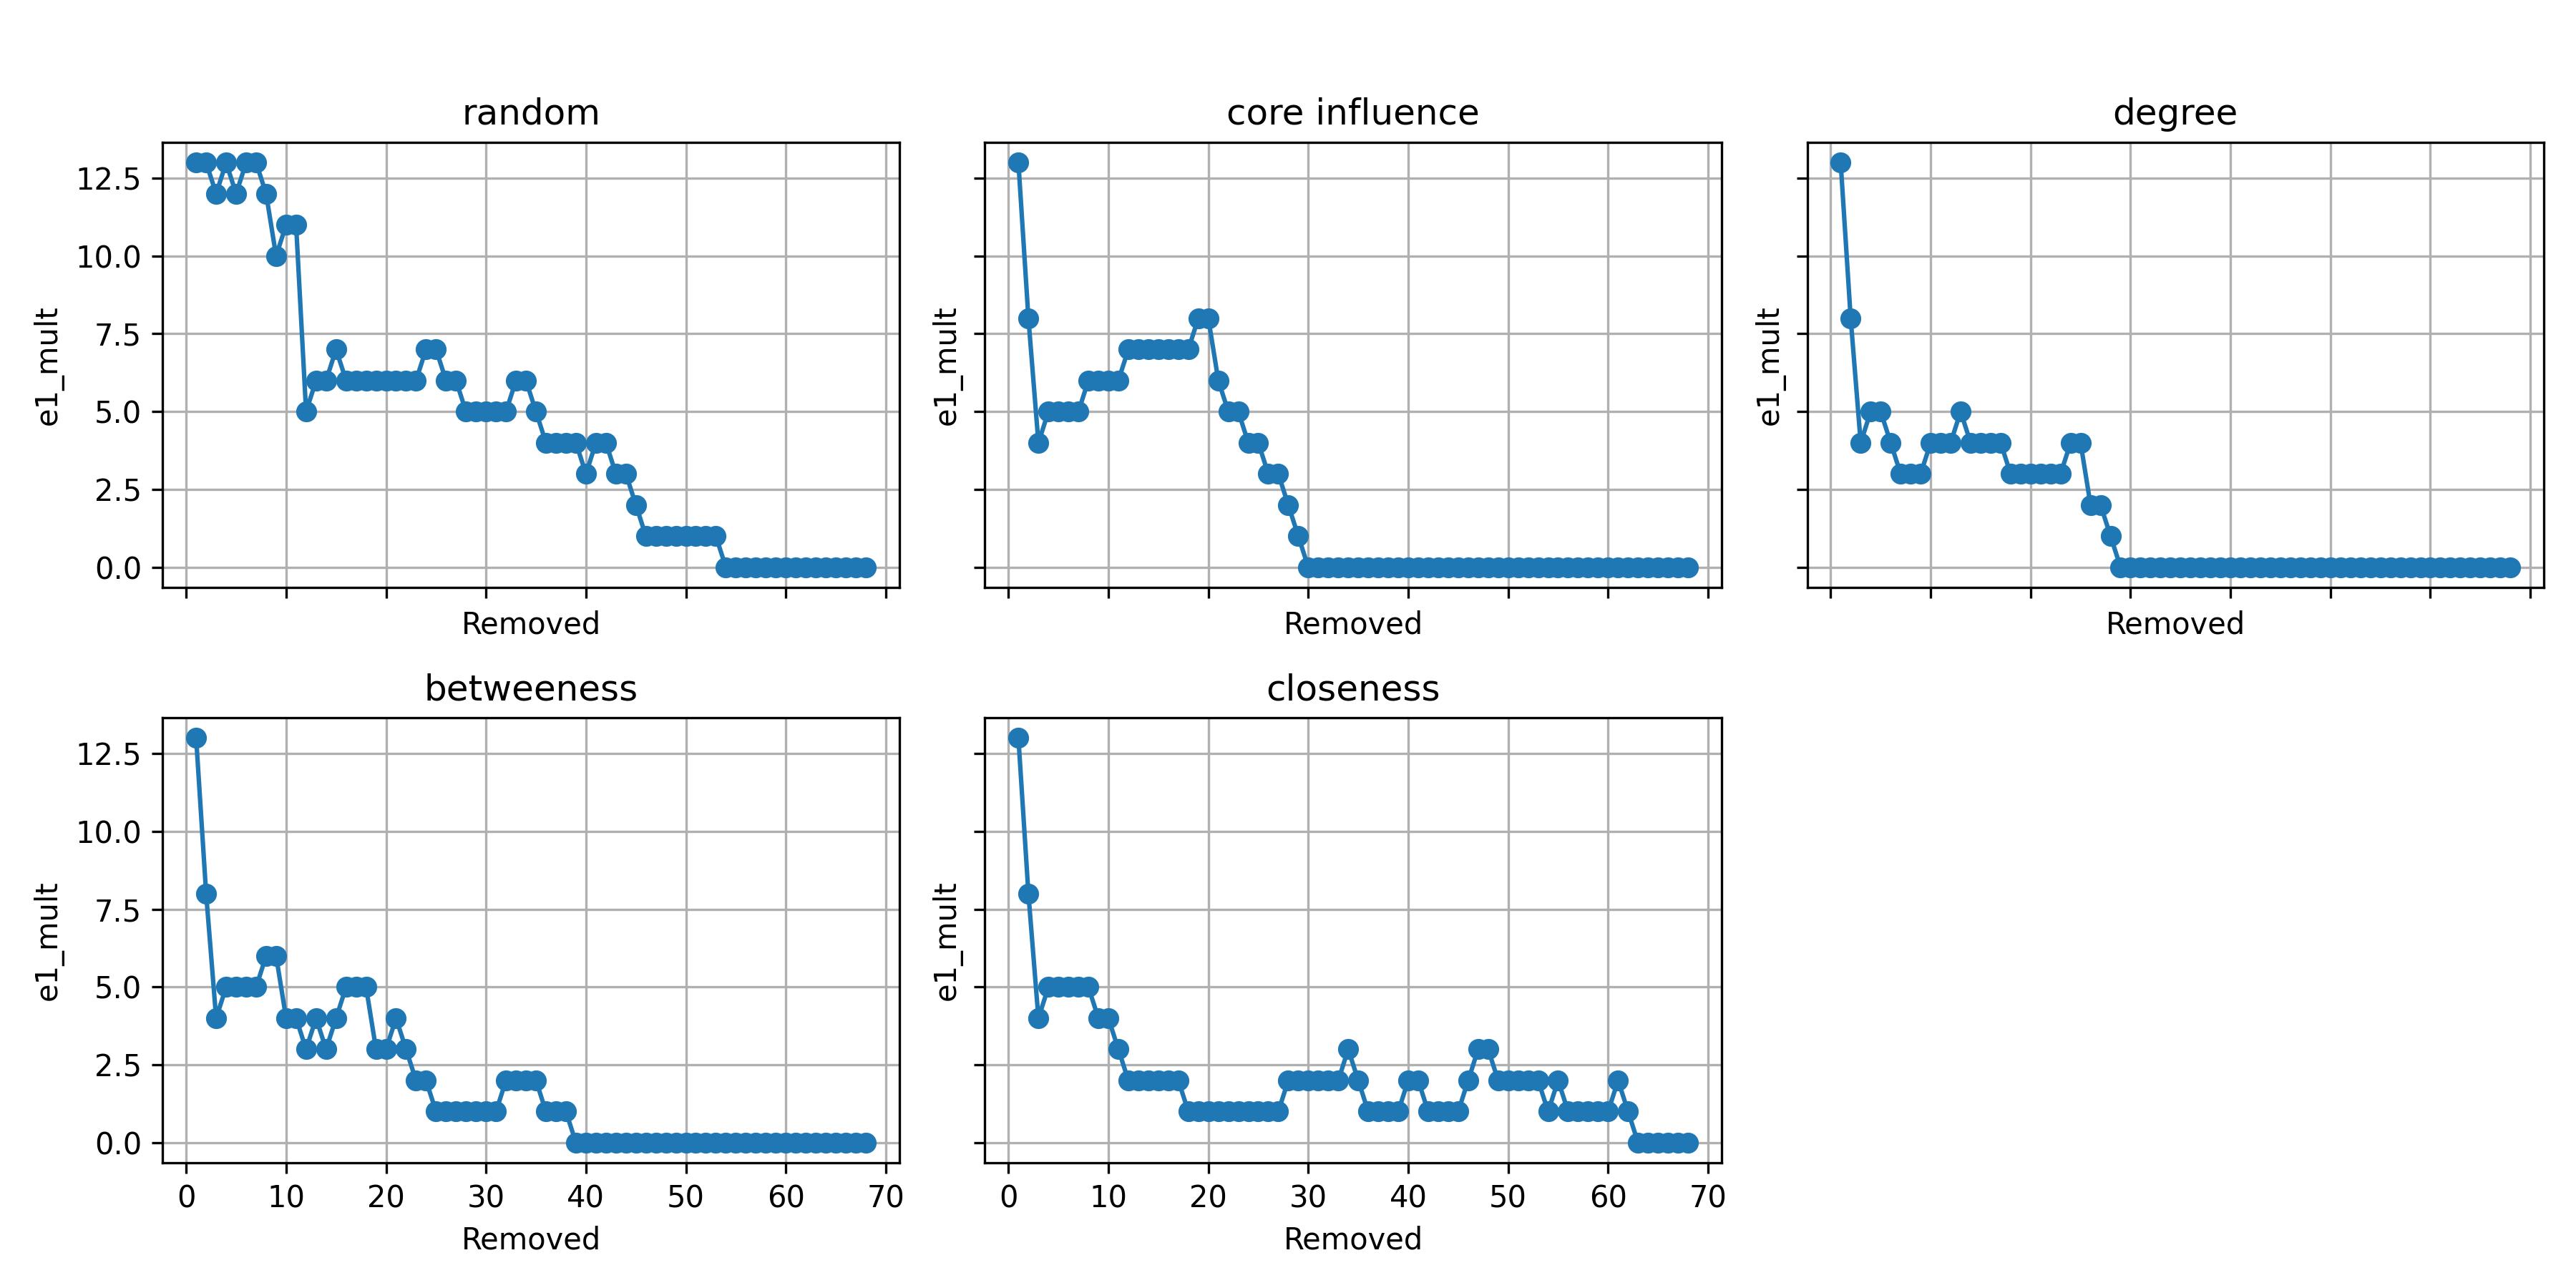 random
12.5
10.0
7.5
5.0
2.5
0.0
e1_mult
Removed
core influence
e1_mult
Removed
degree
e1_mult
Removed
betweeness
12.5
10.0
7.5
5.0
2.5
0.0
e1_mult
0 10 20 30 40 50 60 70
Removed
closeness
e1_mult
0 10 20 30 40 50 60 70
Removed